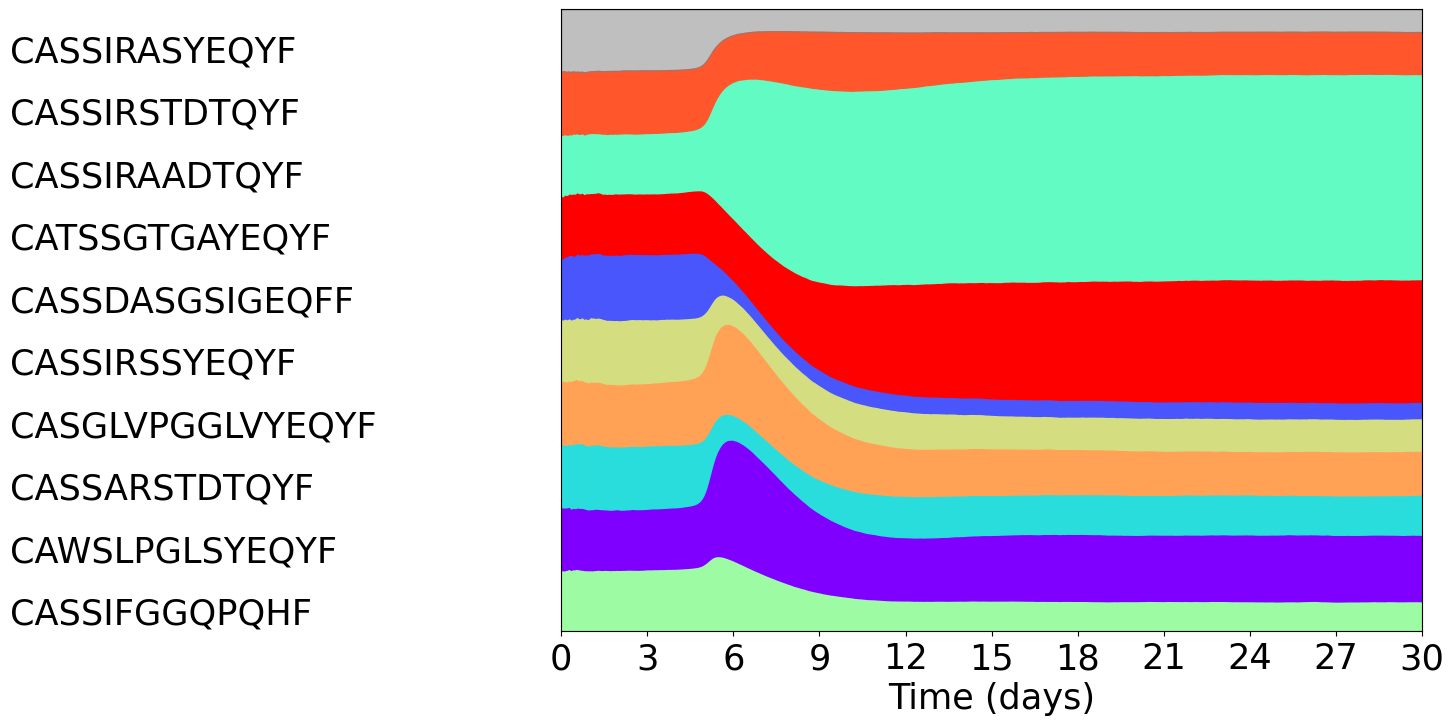 CASSIRASYEQYF
CASSIRSTDTQYF
CASSIRAADTQYF
CATSSGTGAYEQYF
CASSDASGSIGEQFF
CASSIRSSYEQYF
CASGLVPGGLVYEQYF
CASSARSTDTQYF
CAWSLPGLSYEQYF
CASSIFGGQPQHF
0 3 6 9 12 15 18 21 24 27 30
Time (days)